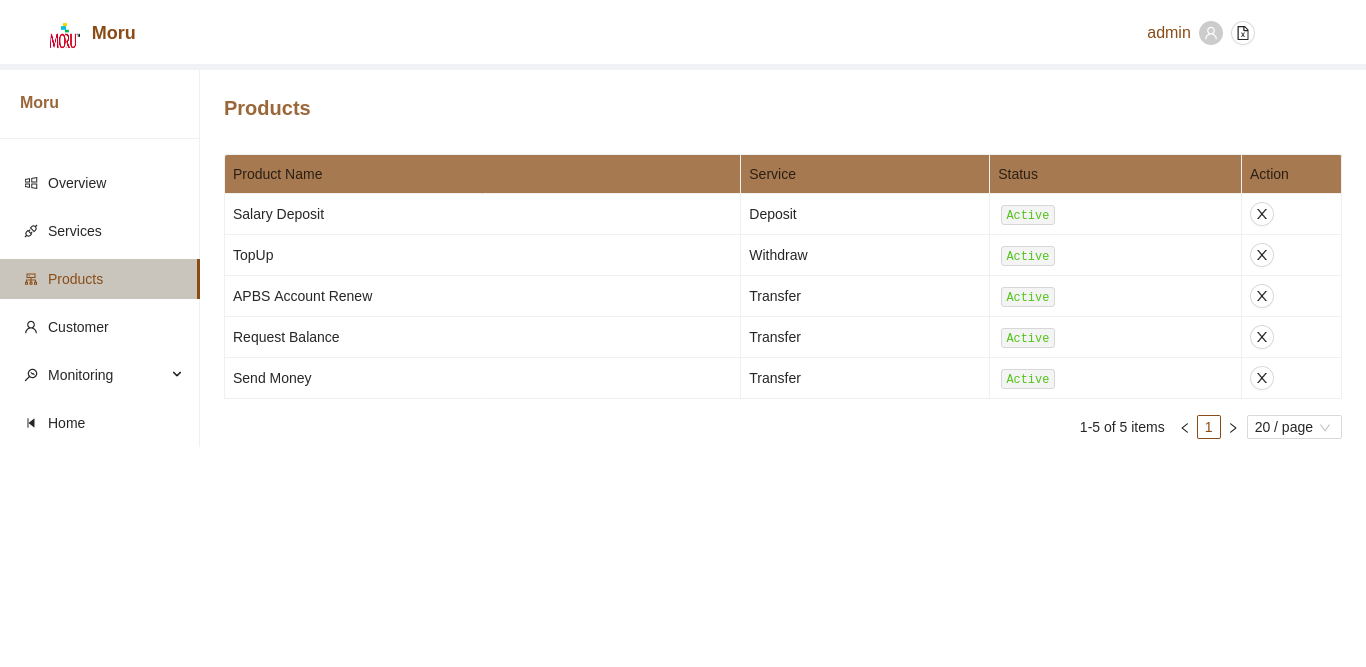 MORU™ Moru
admin
Moru
Overview
Services
Products
Customer
Monitoring
Home
Products
Product Name Service Status Action
Salary Deposit Deposit Active
TopUp Withdraw Active
APBS Account Renew Transfer Active
Request Balance Transfer Active
Send Money Transfer Active
1-5 of 5 items 1 20 / page